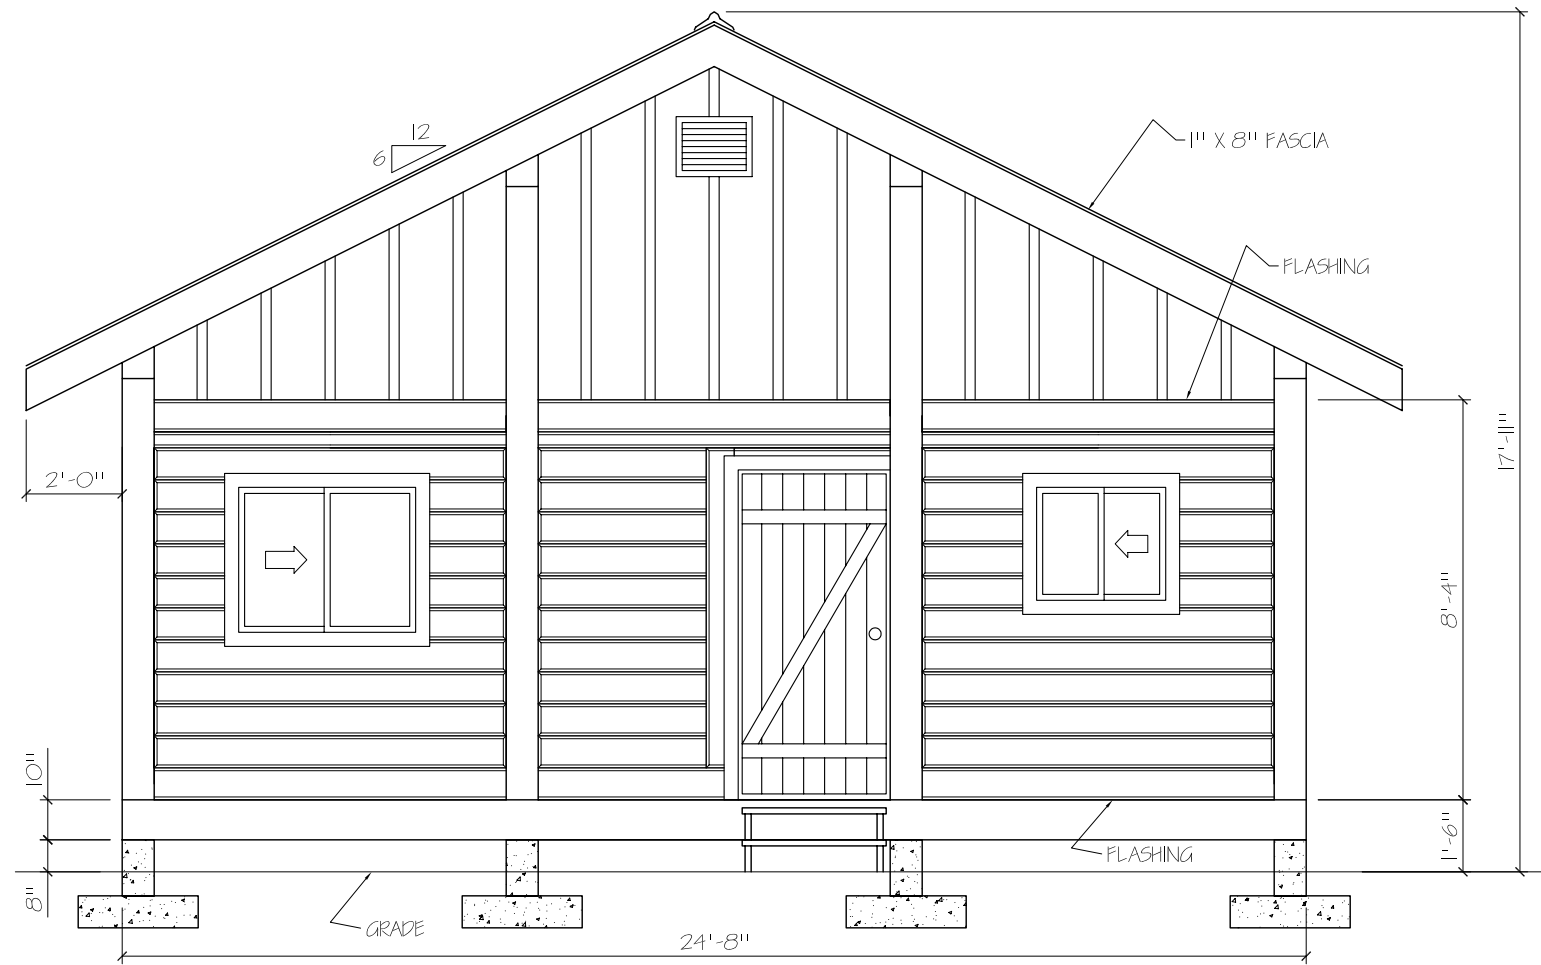 12
6
1" X 8" FASCIA
FLASHING
17'-11"
2'-0"
8'-4"
10"
1'-6"
FLASHING
8"
GRADE
24'-8"